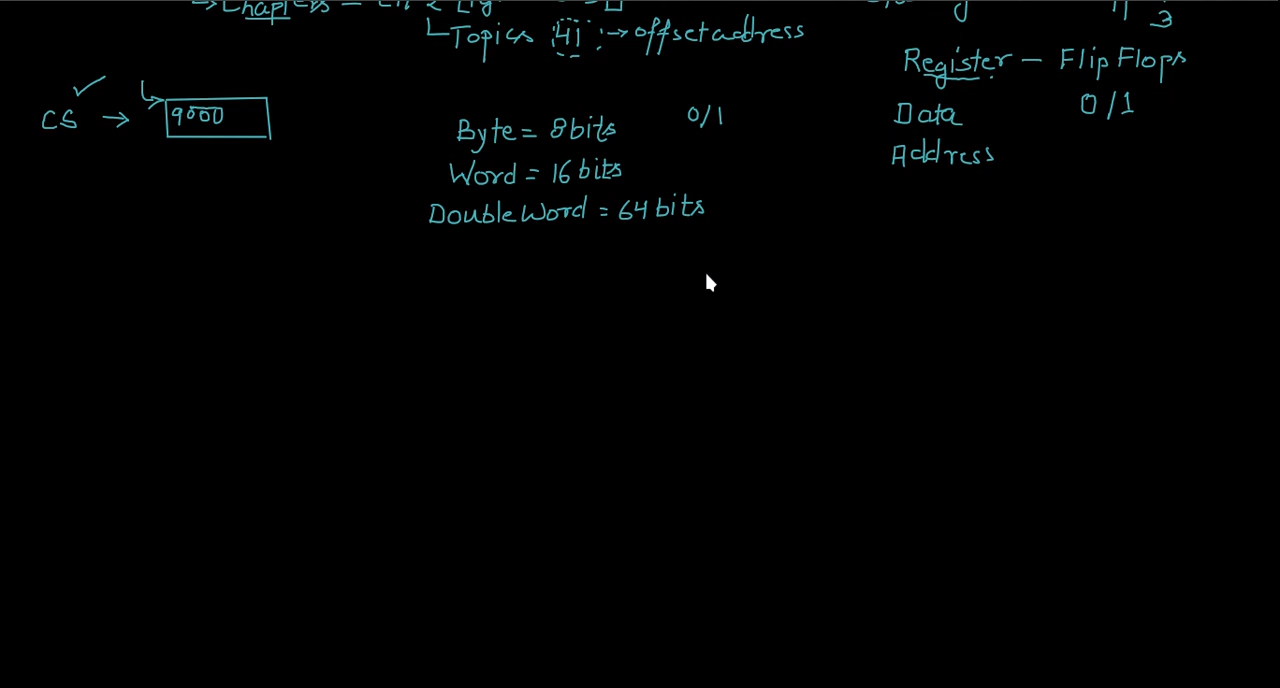 Chapters —
Topics 41 → offset address
Register — Flip Flops
CS → 9000
Byte = 8 bits 0/1
Data 0/1
Word = 16 bits
Address
Double Word = 64 bits